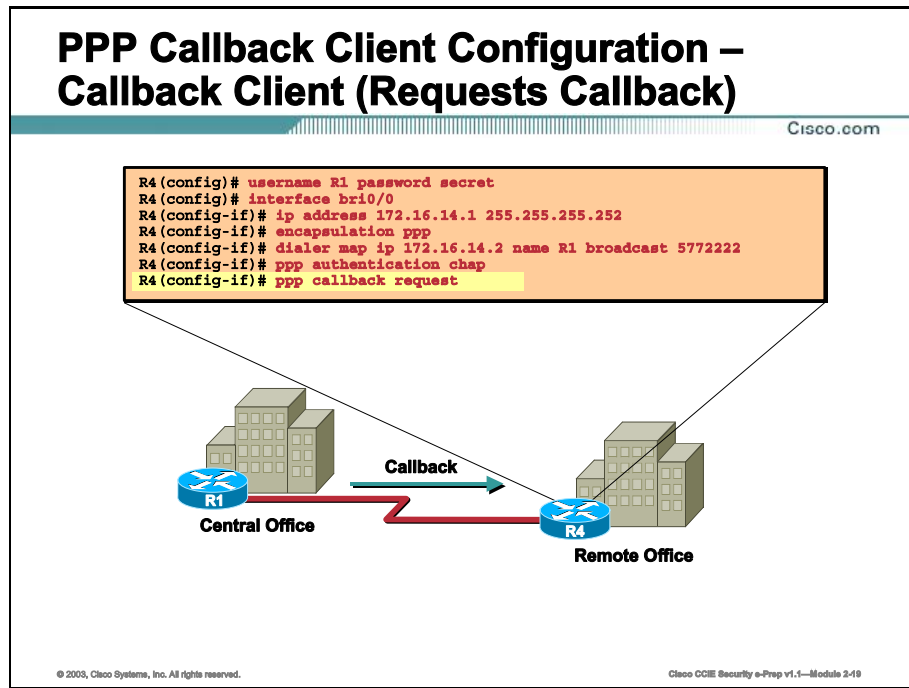 PPP Callback Client Configuration –
Callback Client (Requests Callback)
Cisco.com
R4(config)# username R1 password secret
R4(config)# interface bri0/0
R4(config-if)# ip address 172.16.14.1 255.255.255.252
R4(config-if)# encapsulation ppp
R4(config-if)# dialer map ip 172.16.14.2 name R1 broadcast 5772222
R4(config-if)# ppp authentication chap
R4(config-if)# ppp callback request
Callback
R1
Central Office
R4
Remote Office
© 2003, Cisco Systems, Inc. All rights reserved.
Cisco CCIE Security e-Prep v1.1—Module 2-19